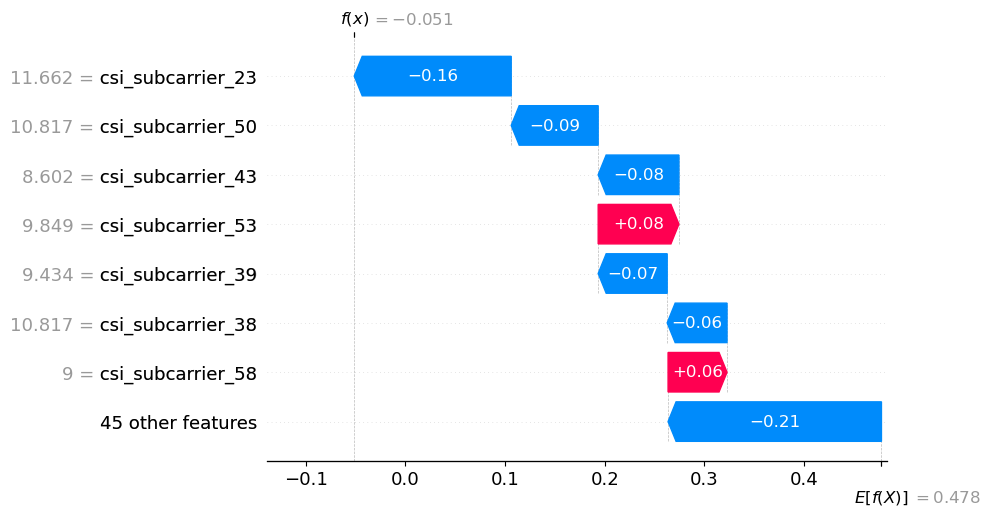 f(x) = −0.051
11.662 = csi_subcarrier_23
−0.16
10.817 = csi_subcarrier_50
−0.09
8.602 = csi_subcarrier_43
−0.08
9.849 = csi_subcarrier_53
+0.08
9.434 = csi_subcarrier_39
−0.07
10.817 = csi_subcarrier_38
−0.06
9 = csi_subcarrier_58
+0.06
45 other features
−0.21
−0.1 0.0 0.1 0.2 0.3 0.4
E[f(X)] = 0.478